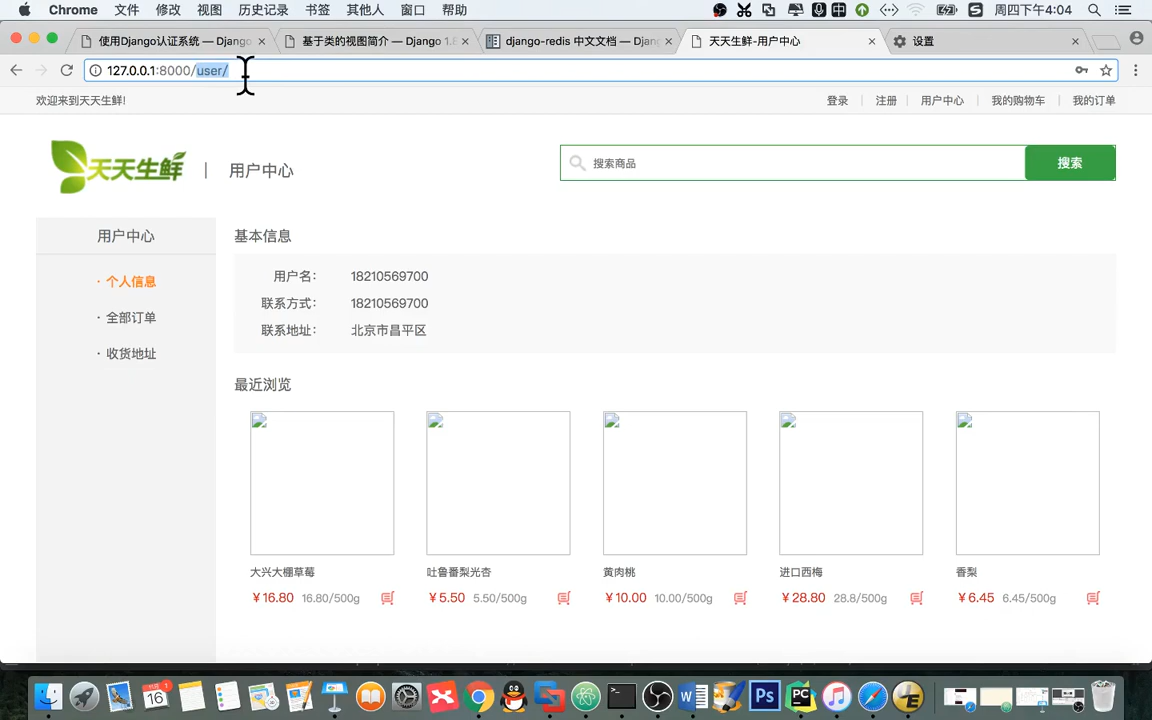 Chrome 文件 修改 视图 历史记录 书签 其他人 窗口 帮助 周四下午4:04
使用Django认证系统 — Django 基于类的视图简介 — Django 1.8 django-redis 中文文档 — Djang 天天生鲜-用户中心 设置
127.0.0.1:8000/user/
欢迎来到天天生鲜! 登录 注册 用户中心 我的购物车 我的订单
天天生鲜 用户中心 搜索商品 搜索
用户中心
· 个人信息
· 全部订单
· 收货地址
基本信息
用户名: 18210569700
联系方式: 18210569700
联系地址: 北京市昌平区
最近浏览
大兴大棚草莓 吐鲁番梨光杏 黄肉桃 进口西梅 香梨
￥16.80 16.80/500g ￥5.50 5.50/500g ￥10.00 10.00/500g ￥28.80 28.8/500g ￥6.45 6.45/500g